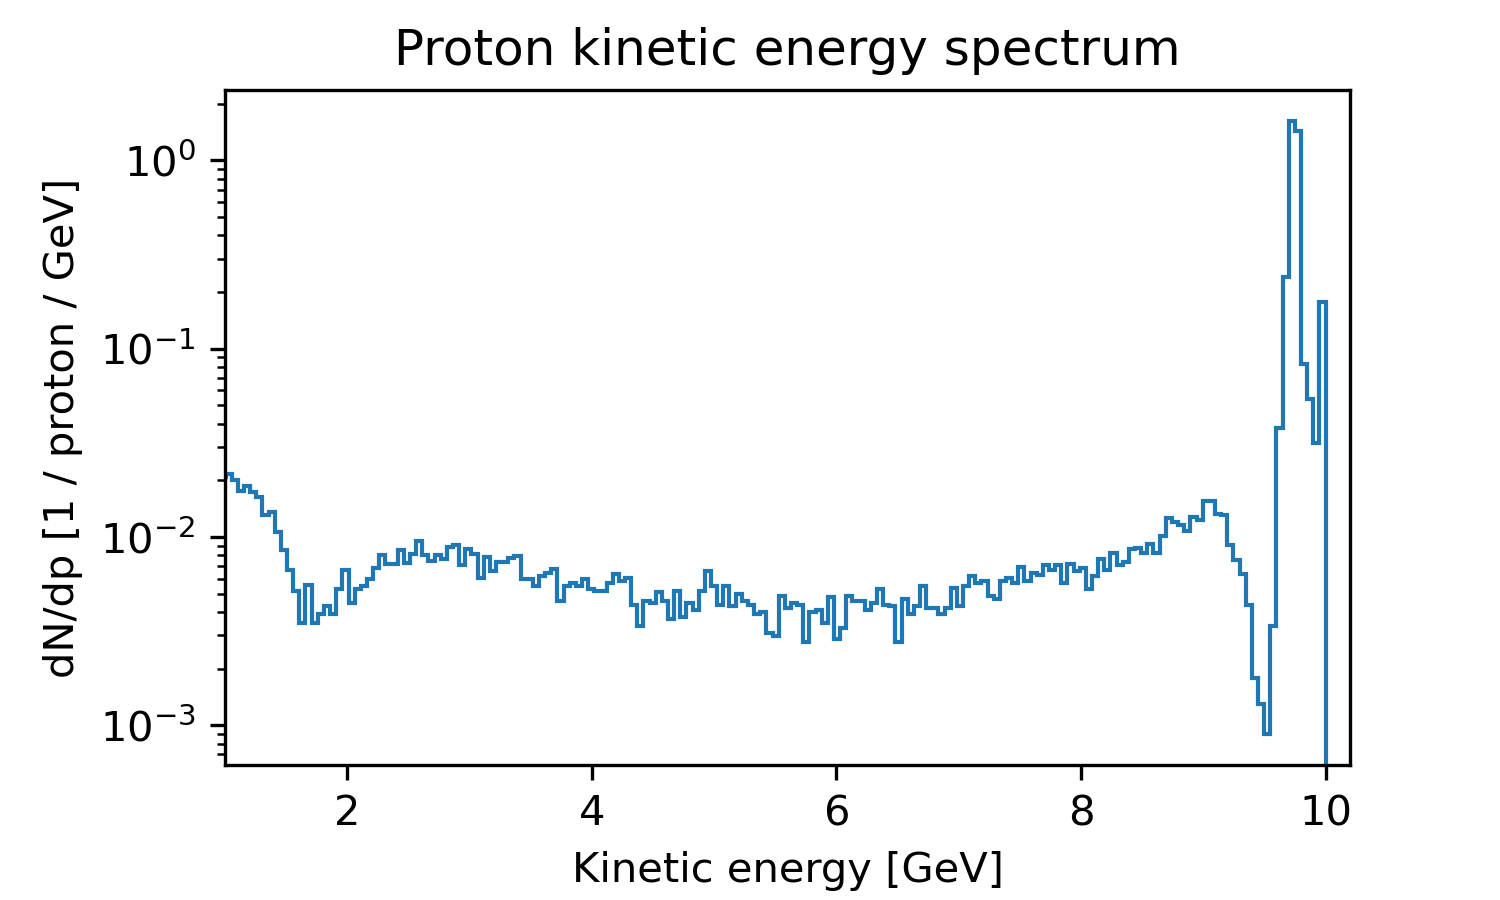 Proton kinetic energy spectrum
dN/dp [1 / proton / GeV]
10⁰
10⁻¹
10⁻²
10⁻³
2 4 6 8 10
Kinetic energy [GeV]